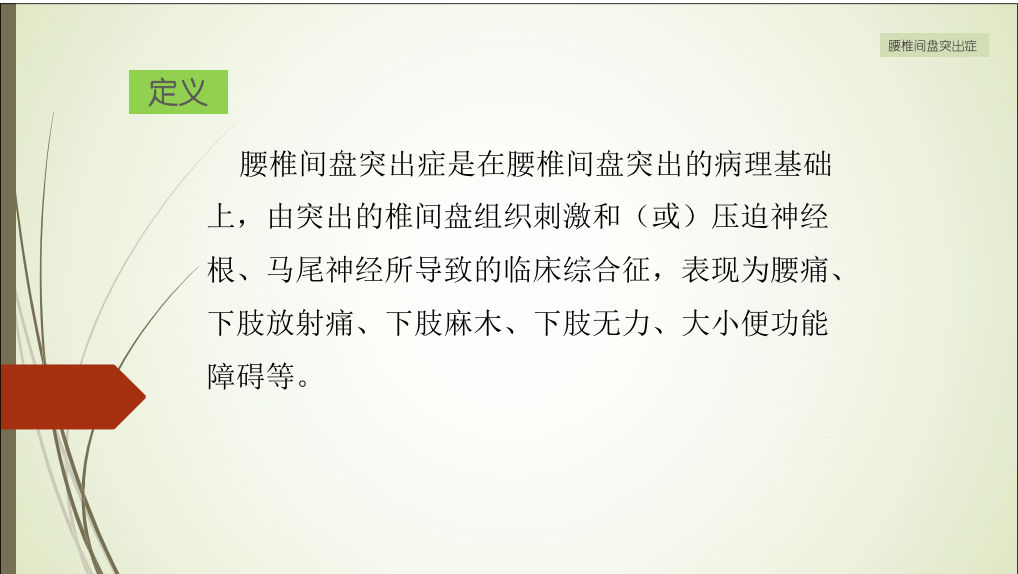 腰椎间盘突出症
定义
腰椎间盘突出症是在腰椎间盘突出的病理基础
上，由突出的椎间盘组织刺激和（或）压迫神经
根、马尾神经所导致的临床综合征，表现为腰痛、
下肢放射痛、下肢麻木、下肢无力、大小便功能
障碍等。